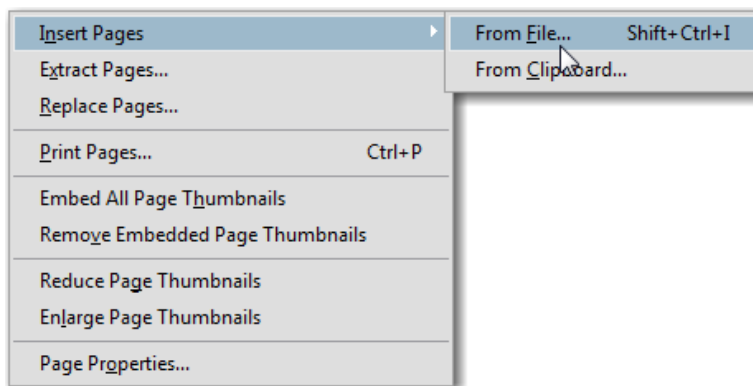 Insert Pages
From File... Shift+Ctrl+I
Extract Pages...
From Clipboard...
Replace Pages...
Print Pages... Ctrl+P
Embed All Page Thumbnails
Remove Embedded Page Thumbnails
Reduce Page Thumbnails
Enlarge Page Thumbnails
Page Properties...